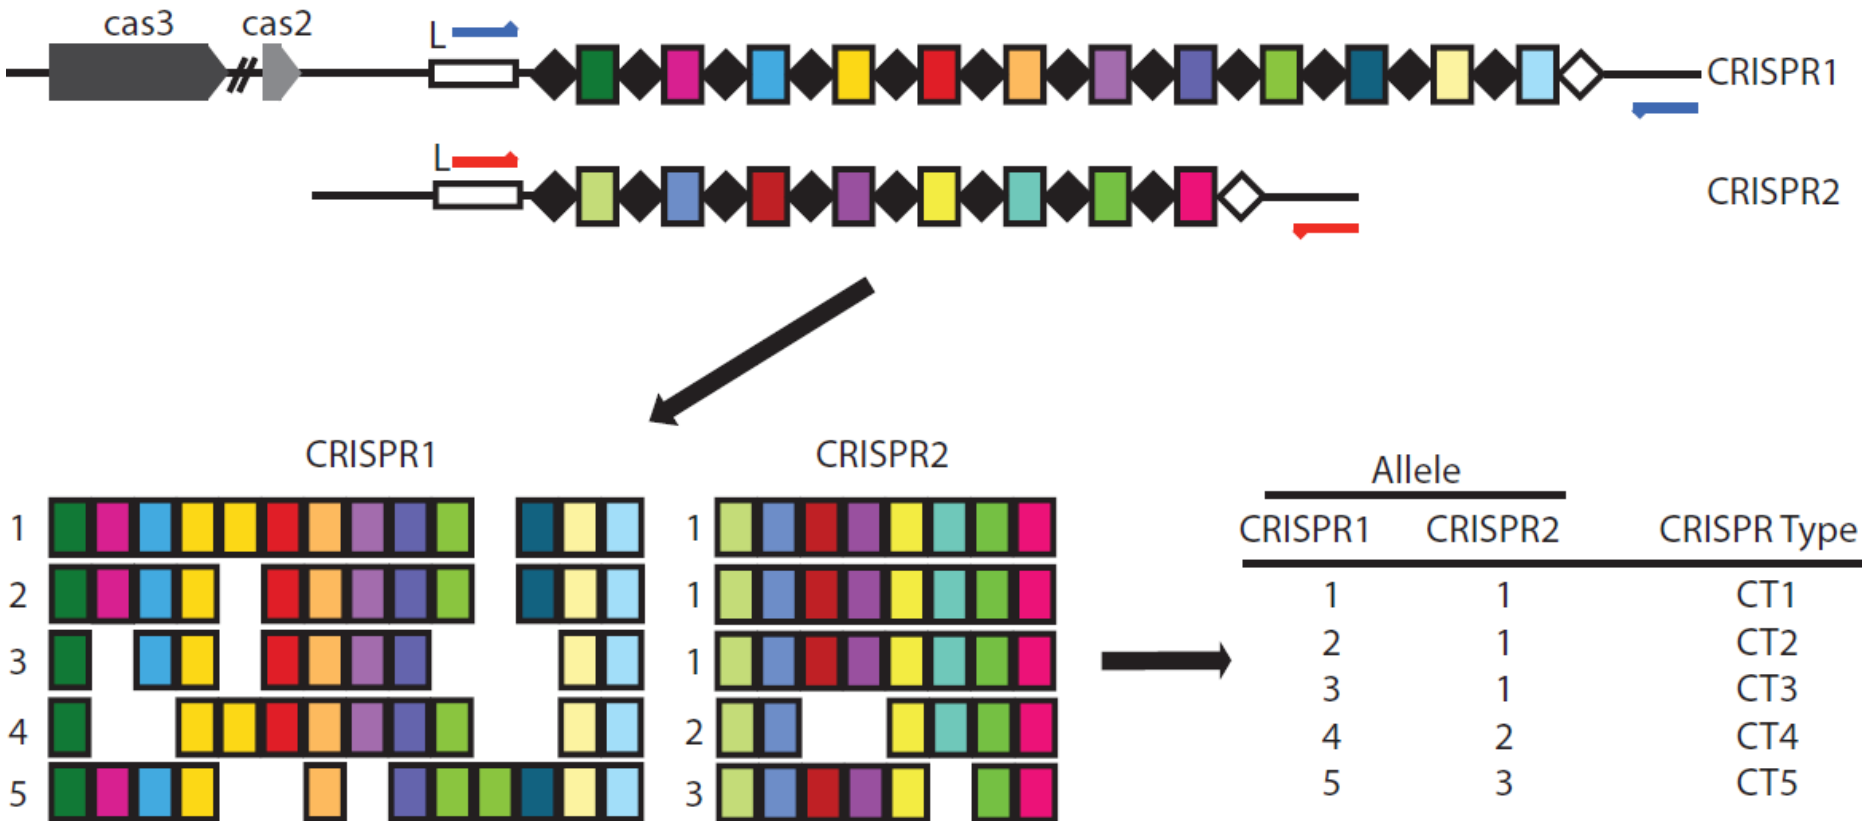 cas3 cas2
L
CRISPR1
L
CRISPR2
CRISPR1 CRISPR2
Allele
CRISPR1 CRISPR2 CRISPR Type
1 1
2 1
3 1
4 2
5 3
1 1 CT1
2 1 CT2
3 1 CT3
4 2 CT4
5 3 CT5